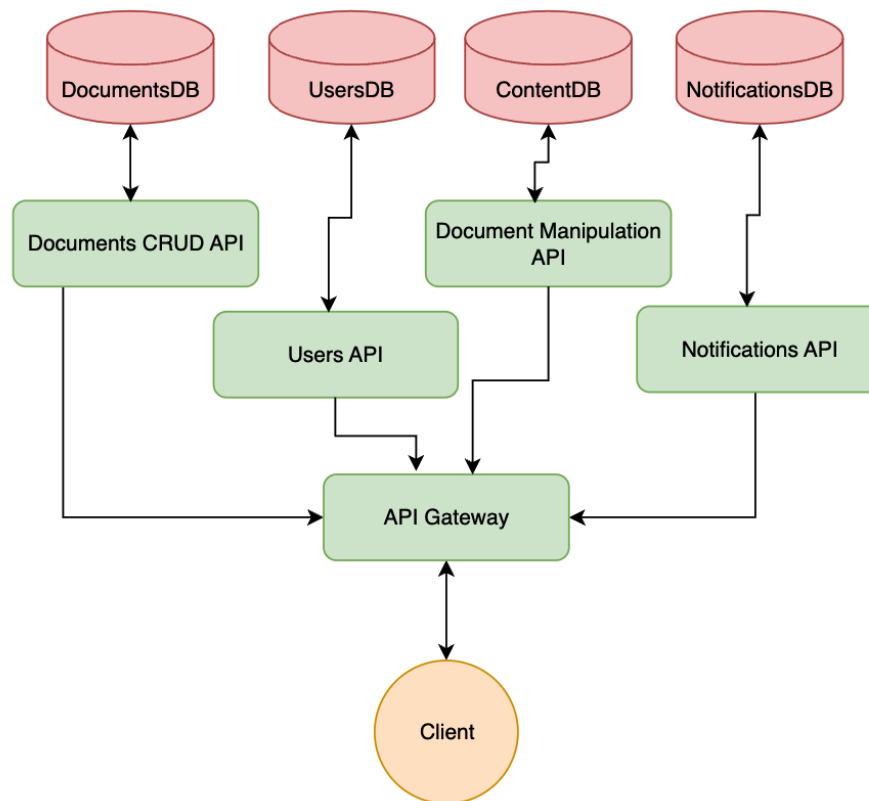 DocumentsDB
UsersDB
ContentDB
NotificationsDB
Documents CRUD API
Document Manipulation
API
Users API
Notifications API
API Gateway
Client